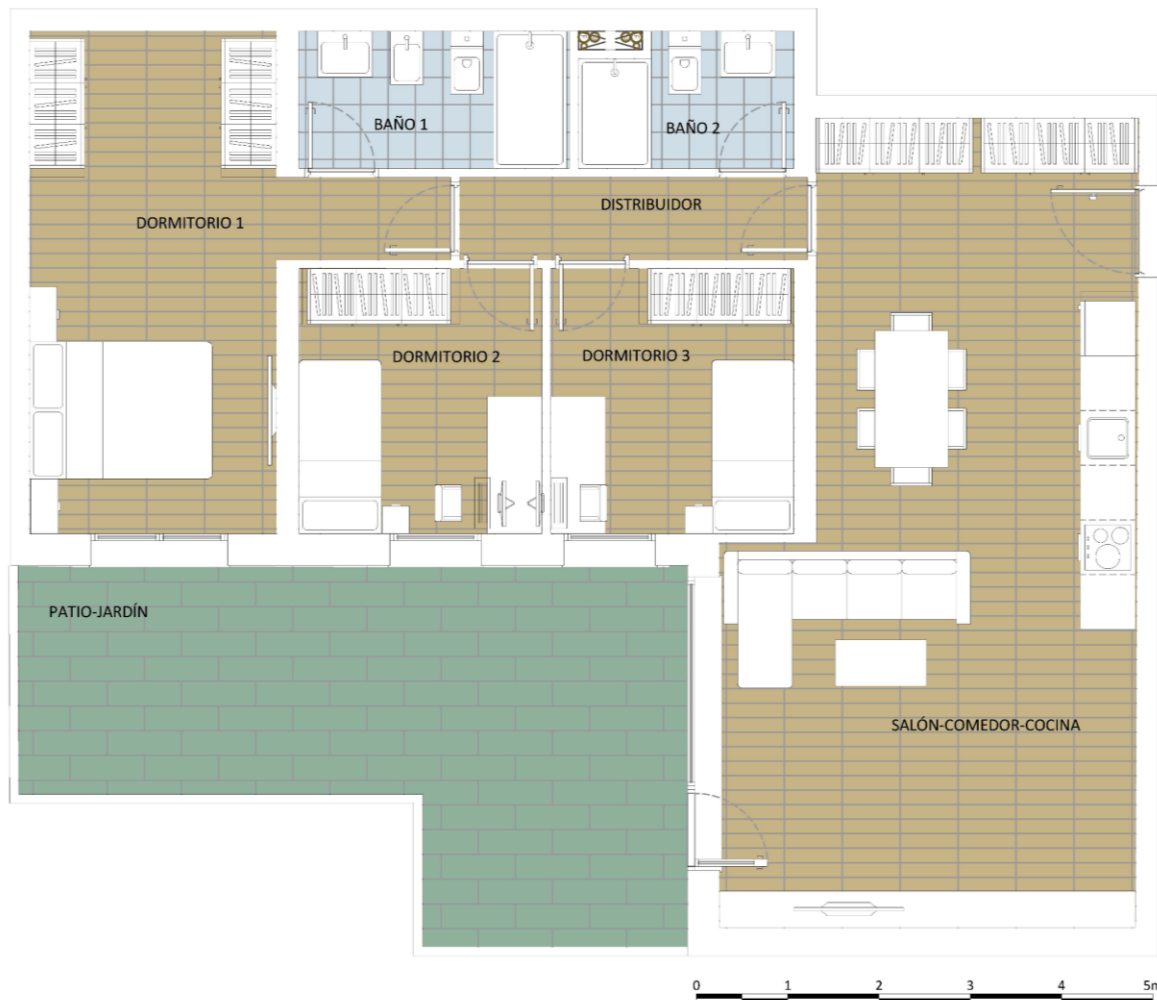 BAÑO 1
BAÑO 2
DISTRIBUIDOR
DORMITORIO 1
DORMITORIO 2
DORMITORIO 3
PATIO-JARDÍN
SALÓN-COMEDOR-COCINA
0 1 2 3 4 5m